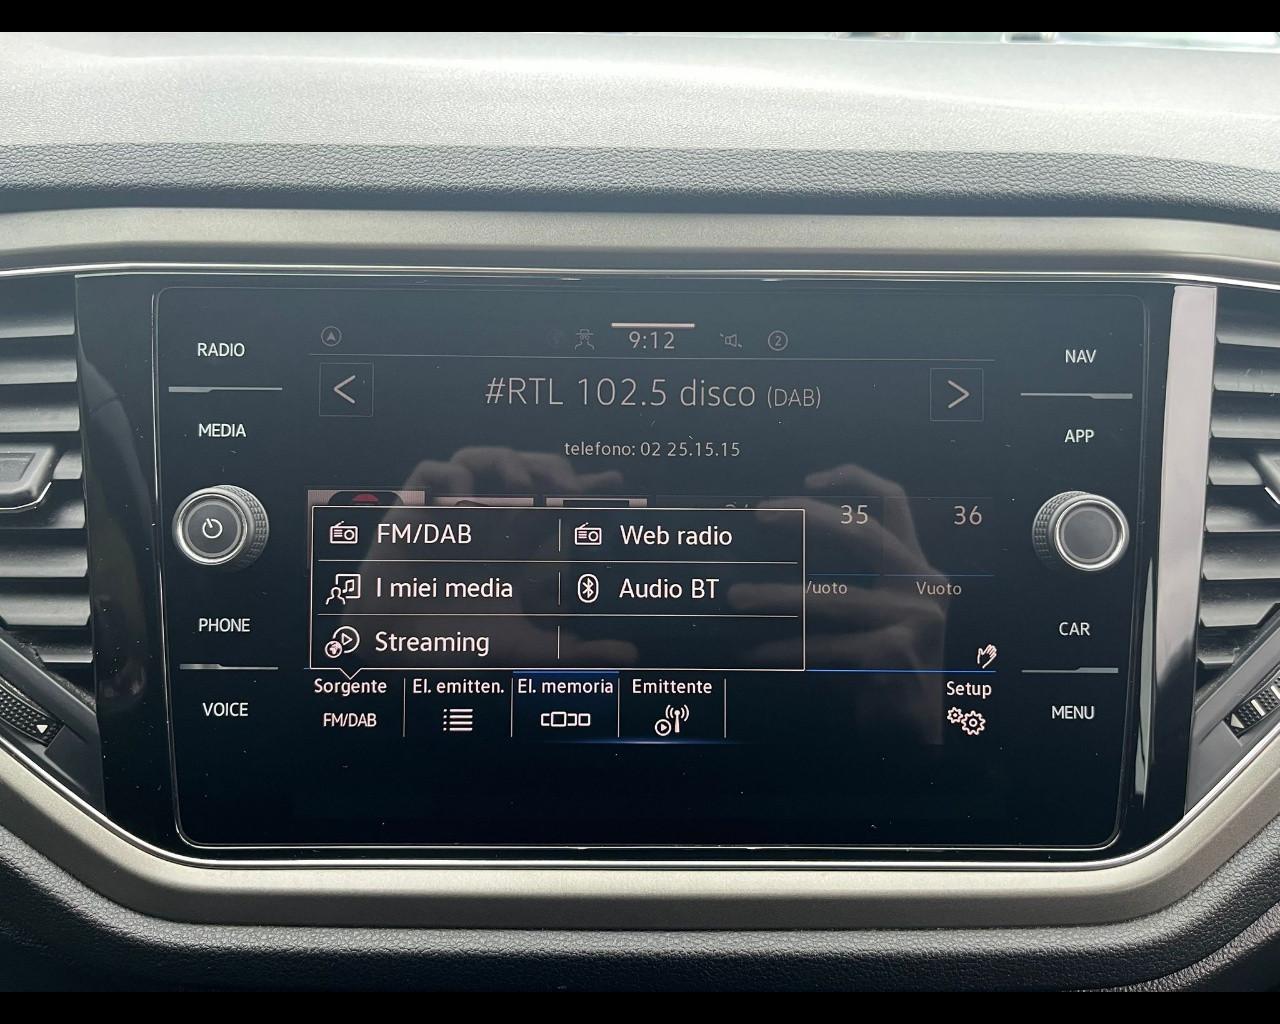 RADIO
MEDIA
PHONE
VOICE
9:12
2
#RTL 102.5 disco (DAB)
telefono: 02 25.15.15
35
36
Vuoto
FM/DAB
Web radio
I miei media
Audio BT
Streaming
Sorgente
FM/DAB
El. emitten.
El. memoria
Emittente
Setup
NAV
APP
CAR
MENU